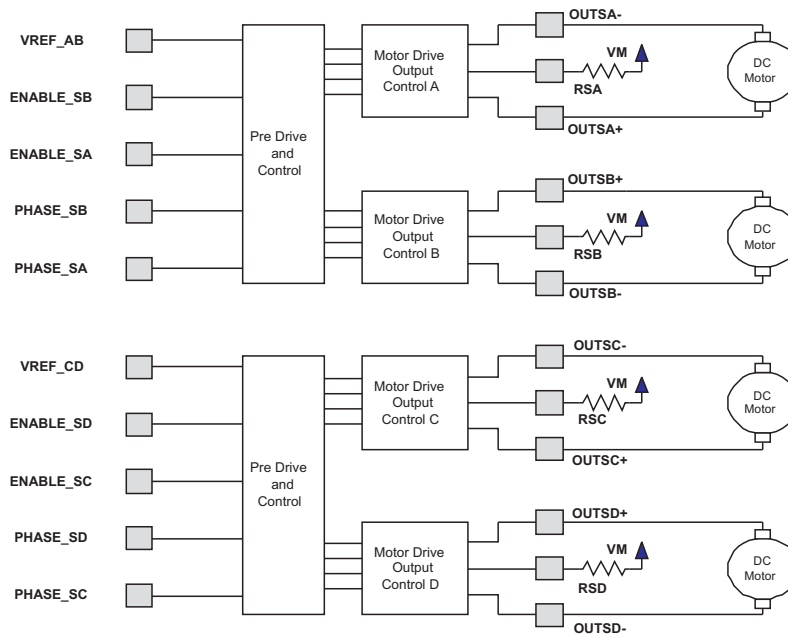 VREF_AB
ENABLE_SB
ENABLE_SA
PHASE_SB
PHASE_SA
Pre Drive
and
Control
Motor Drive
Output
Control A
OUTSA-
VM
RSA
OUTSA+
DC
Motor
Motor Drive
Output
Control B
OUTSB+
VM
RSB
OUTSB-
DC
Motor
VREF_CD
ENABLE_SD
ENABLE_SC
PHASE_SD
PHASE_SC
Pre Drive
and
Control
Motor Drive
Output
Control C
OUTSC-
VM
RSC
OUTSC+
DC
Motor
Motor Drive
Output
Control D
OUTSD+
VM
RSD
OUTSD-
DC
Motor